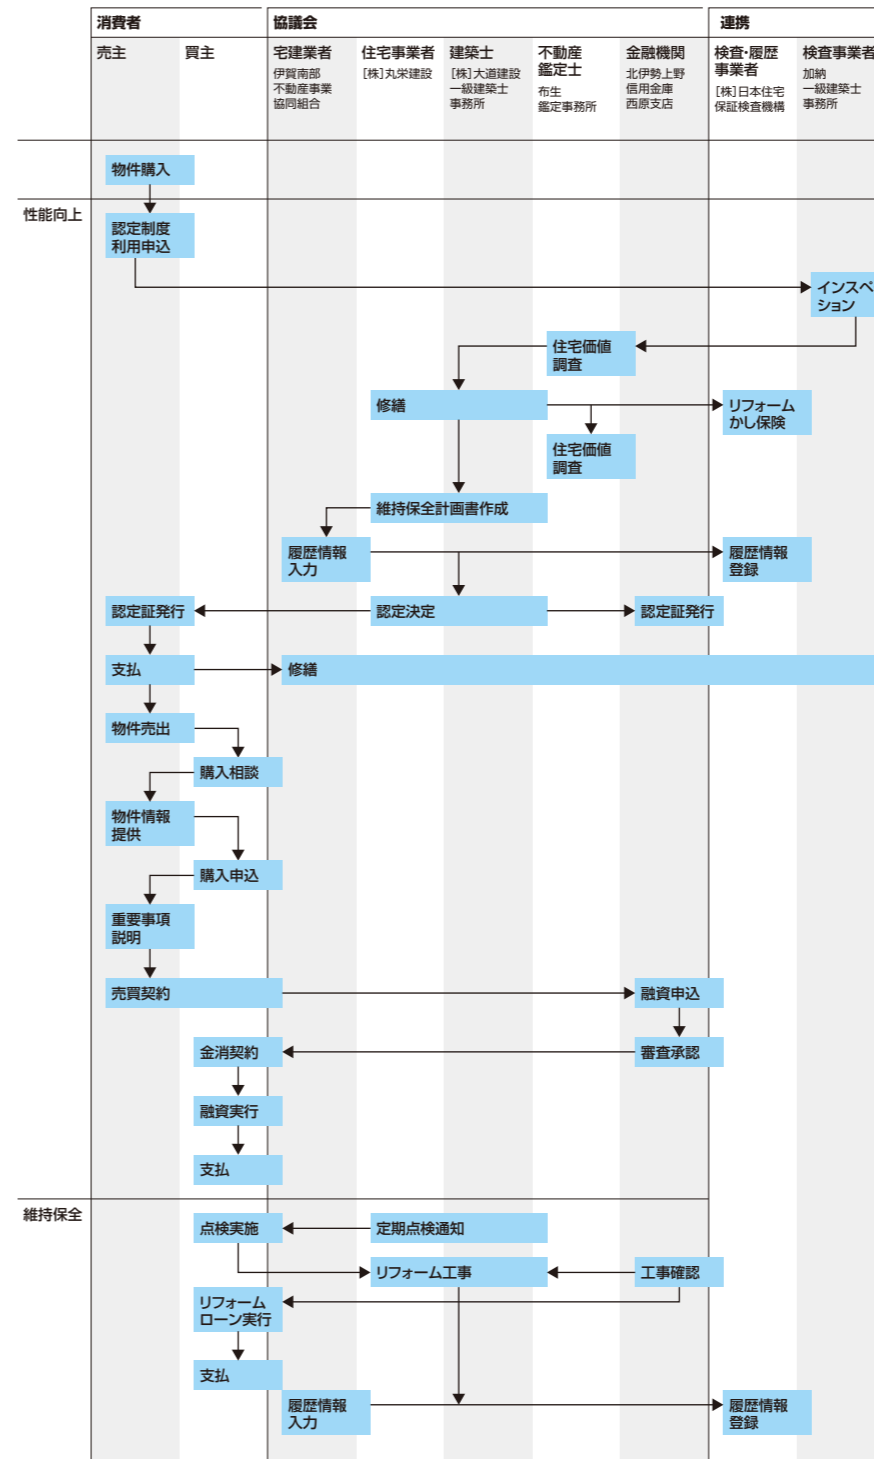 消費者
協議会
連携
売主
買主
宅建業者
伊賀南部
不動産事業
協同組合
住宅事業者
[株]丸栄建設
建築士
[株]大道建設
一級建築士
事務所
不動産
鑑定士
布生
鑑定事務所
金融機関
北伊勢上野
信用金庫
西原支店
検査・履歴
事業者
[株]日本住宅
保証検査機構
検査事業者
加納
一級建築士
事務所
物件購入
性能向上
認定制度
利用申込
インスペ
ション
住宅価値
調査
修繕
リフォーム
かし保険
住宅価値
調査
維持保全計画書作成
履歴情報
入力
履歴情報
登録
認定証発行
認定決定
認定証発行
支払
修繕
物件売出
購入相談
物件情報
提供
購入申込
重要事項
説明
売買契約
融資申込
金消契約
審査承認
融資実行
支払
維持保全
点検実施
定期点検通知
リフォーム工事
工事確認
リフォーム
ローン実行
支払
履歴情報
入力
履歴情報
登録